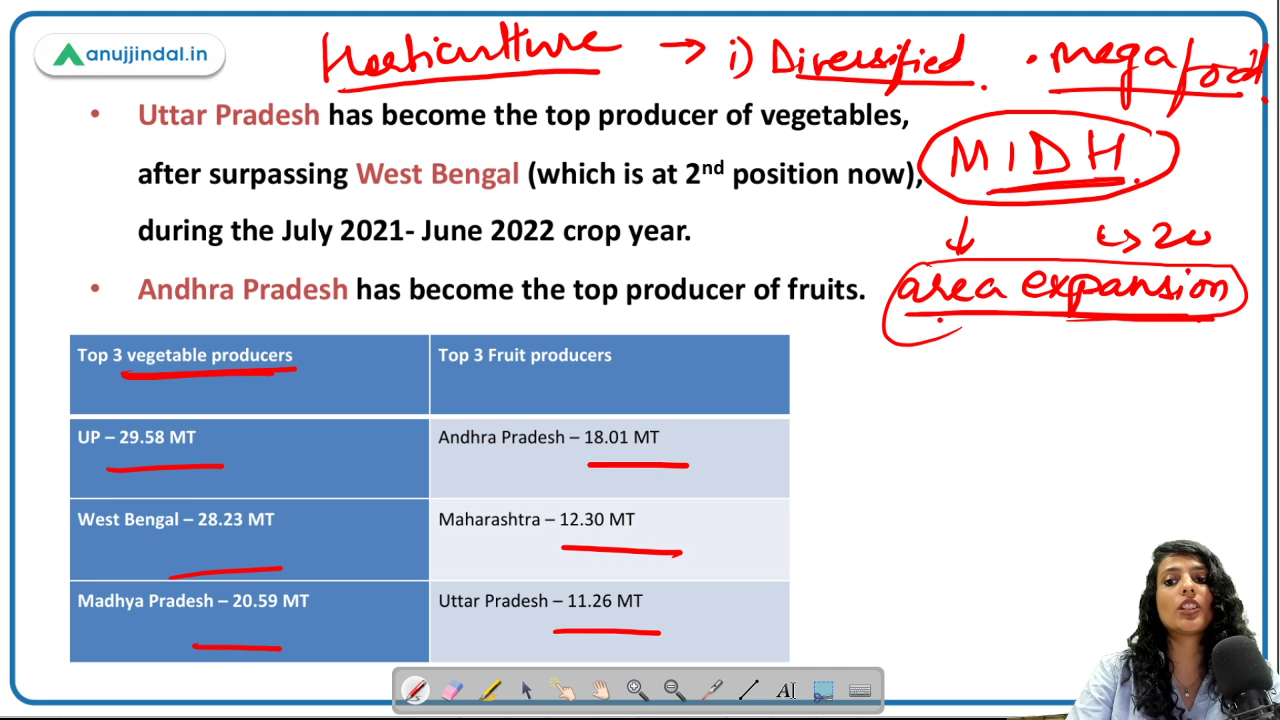 anujjindal.in
Horticulture → i) Diversified . mega food
• Uttar Pradesh has become the top producer of vegetables,
after surpassing West Bengal (which is at 2nd position now),
during the July 2021- June 2022 crop year.
• Andhra Pradesh has become the top producer of fruits.
MIDH
area expansion
Top 3 vegetable producers Top 3 Fruit producers
UP – 29.58 MT Andhra Pradesh – 18.01 MT
West Bengal – 28.23 MT Maharashtra – 12.30 MT
Madhya Pradesh – 20.59 MT Uttar Pradesh – 11.26 MT